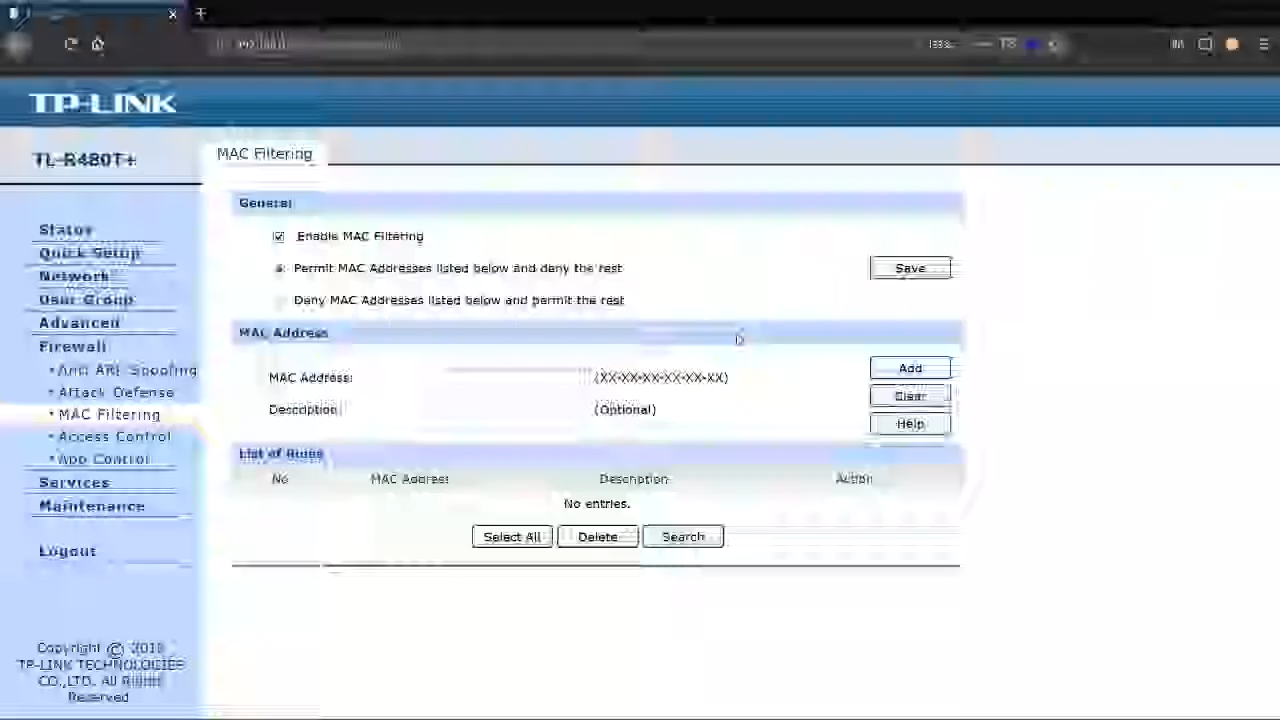 TP-LINK
TL-R480T+
MAC Filtering
Status
Quick Setup
Network
User Group
Advanced
Firewall
Anti ARP Spoofing
Attack Defense
MAC Filtering
Access Control
App Control
Services
Maintenance
Logout
General
Enable MAC Filtering
Permit MAC Addresses listed below and deny the rest
Save
Deny MAC Addresses listed below and permit the rest
MAC Address
MAC Address:
(XX-XX-XX-XX-XX-XX)
Add
Description:
(Optional)
Clear
Help
List of Rules
No. MAC Address Description Action
No entries.
Select All Delete Search
Copyright ©
TP-LINK TECHNOLOGIES
CO.,LTD. All Rights
Reserved